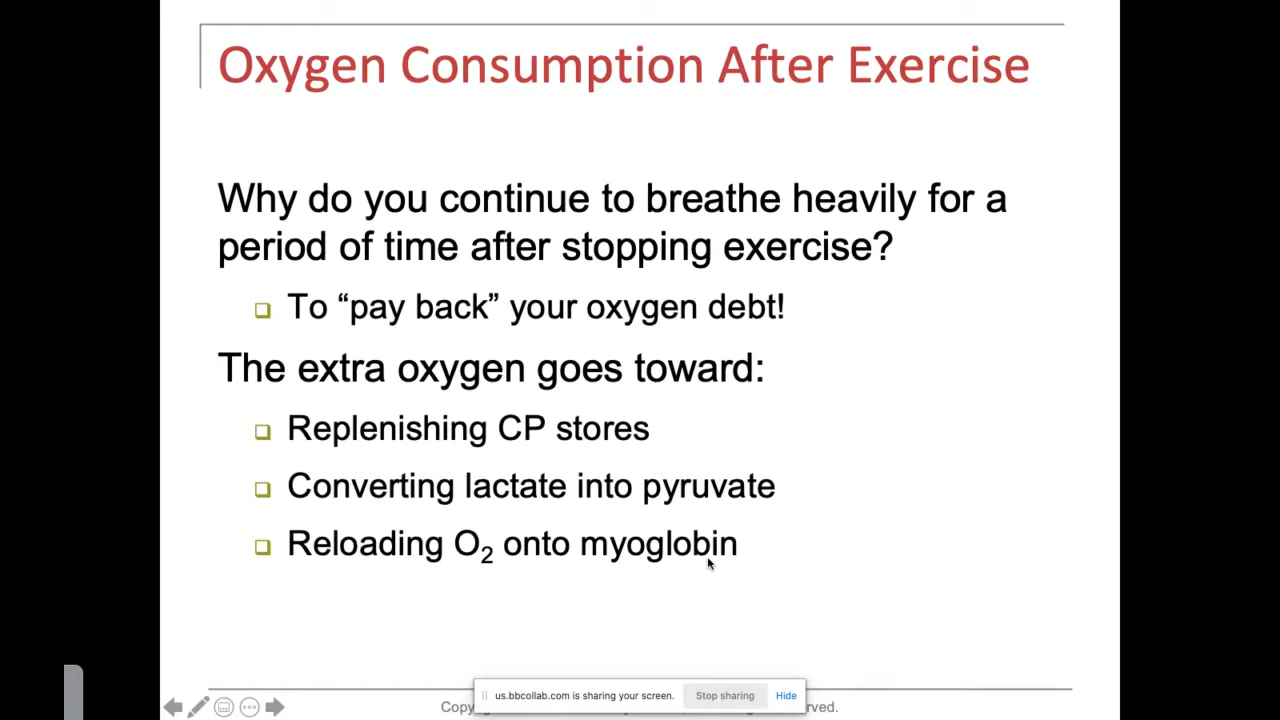 Oxygen Consumption After Exercise
Why do you continue to breathe heavily for a
period of time after stopping exercise?
To “pay back” your oxygen debt!
The extra oxygen goes toward:
Replenishing CP stores
Converting lactate into pyruvate
Reloading O₂ onto myoglobin
us.bbcollab.com is sharing your screen. Stop sharing Hide